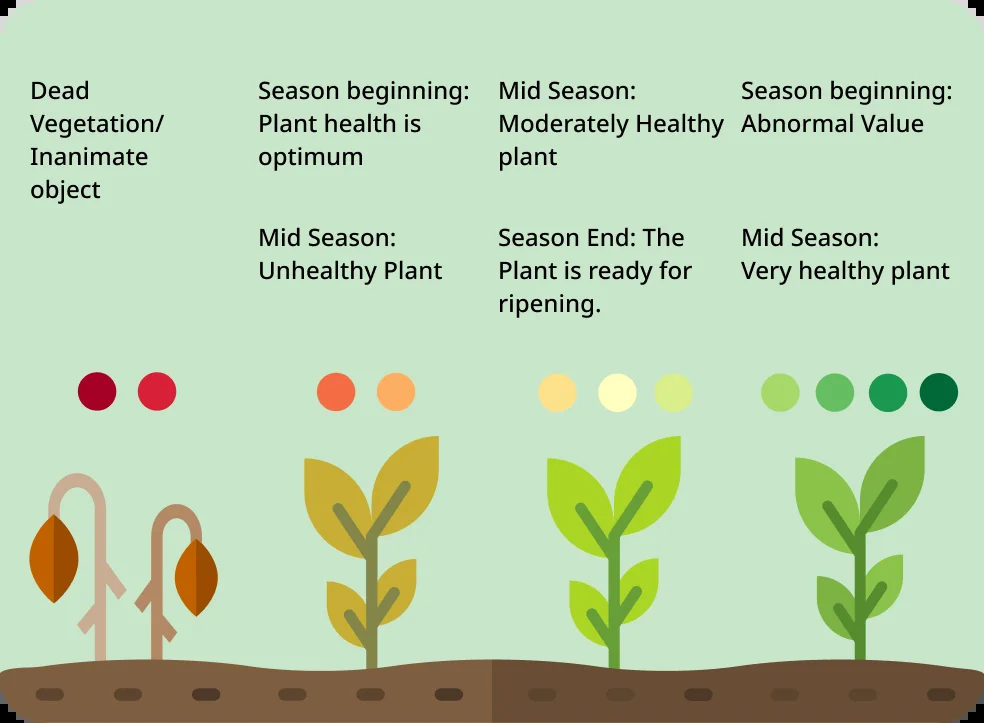 Dead
Vegetation/
Inanimate
object
Season beginning:
Plant health is
optimum
Mid Season:
Unhealthy Plant
Mid Season:
Moderately Healthy
plant
Season End: The
Plant is ready for
ripening.
Season beginning:
Abnormal Value
Mid Season:
Very healthy plant